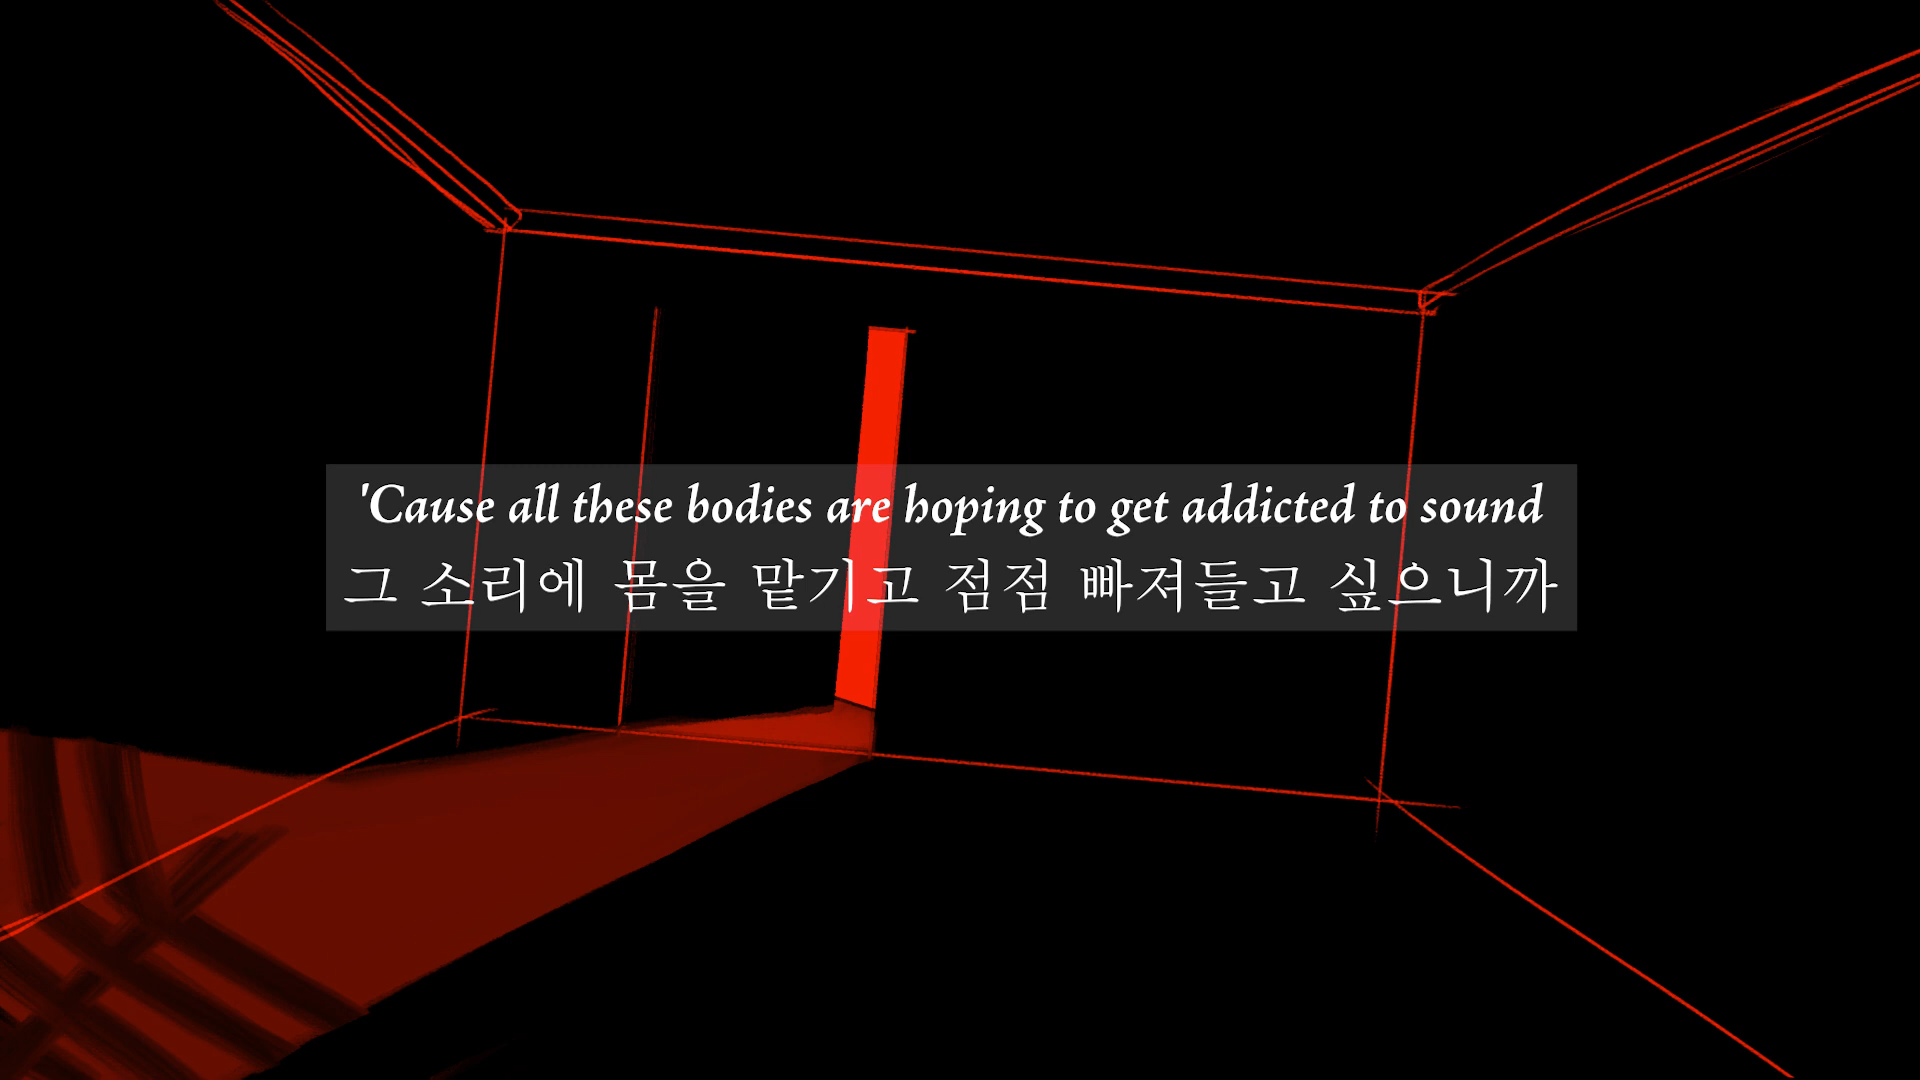 'Cause all these bodies are hoping to get addicted to sound
그 소리에 몸을 맡기고 점점 빠져들고 싶으니까